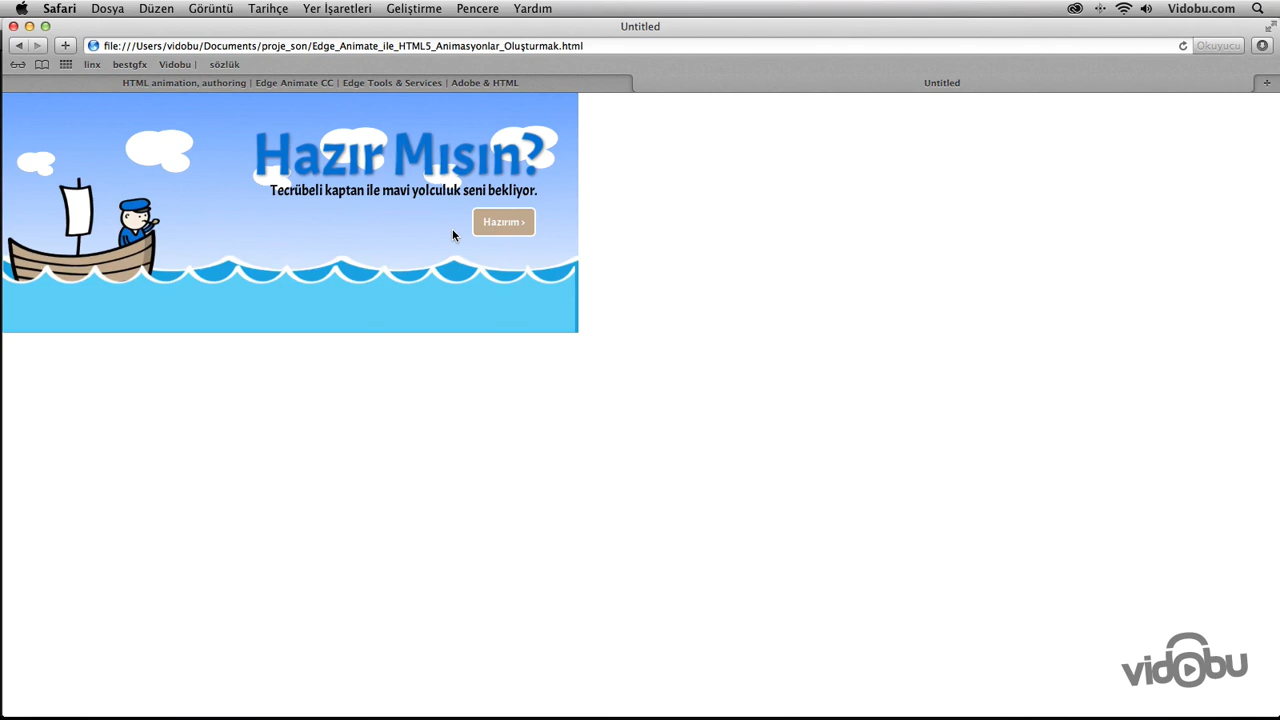 Safari Dosya Düzen Görüntü Tarihçe Yer İşaretleri Geliştirme Pencere Yardım Vidobu.com
Untitled
file:///Users/vidobu/Documents/proje_son/Edge_Animate_ile_HTML5_Animasyonlar_Oluşturmak.html Okuyucu
linx bestgfx Vidobu | sözlük
HTML animation, authoring | Edge Animate CC | Edge Tools & Services | Adobe & HTML Untitled
Hazır Mısın?
Tecrübeli kaptan ile mavi yolculuk seni bekliyor.
Hazırım ›
vidobu